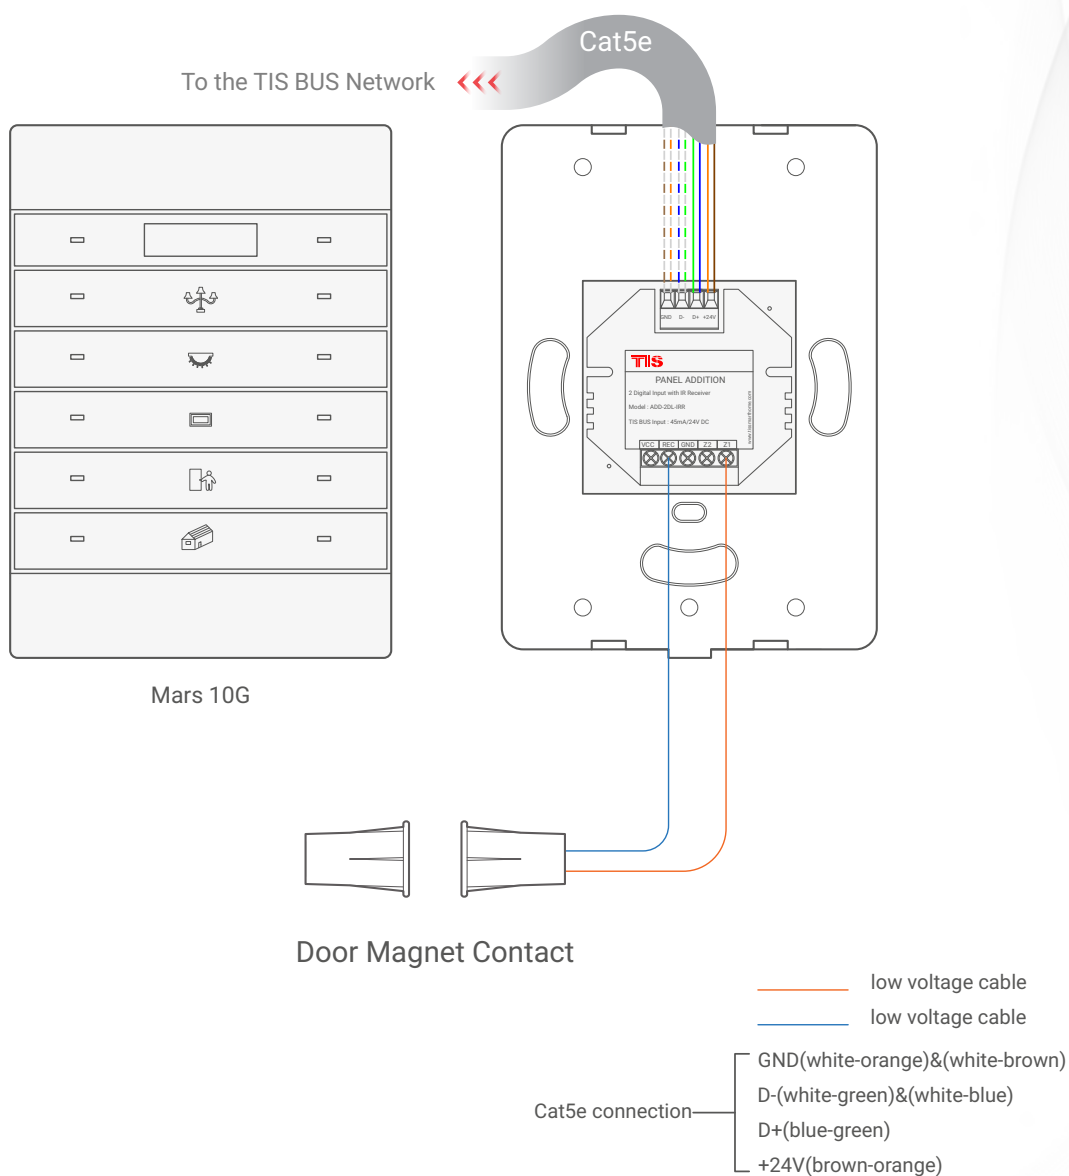 Cat5e
To the TIS BUS Network
GND D- D+ +24V
TIS
PANEL ADDITION
2 Digital Input with IR Receiver
Model : ADD-2DL-IRR
TIS BUS Input : 45mA/24V DC
VCC REC GND Z2 Z1
Mars 10G
Door Magnet Contact
low voltage cable
low voltage cable
GND(white-orange)&(white-brown)
D-(white-green)&(white-blue)
Cat5e connection
D+(blue-green)
+24V(brown-orange)